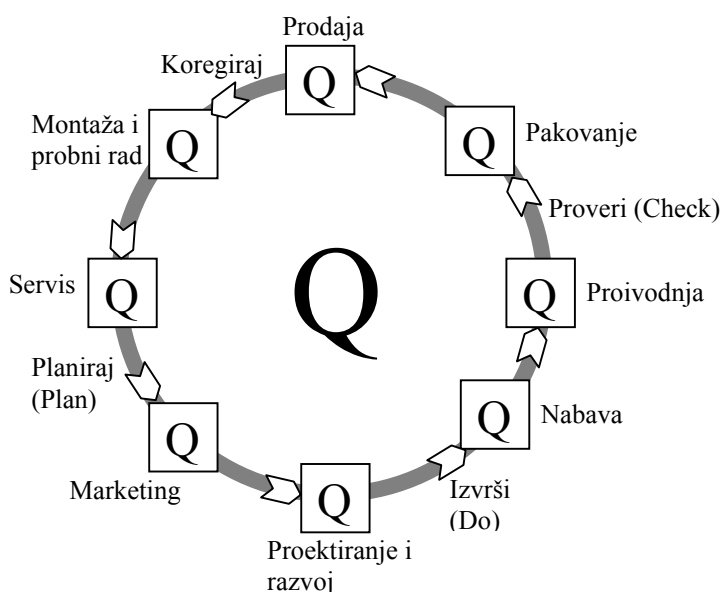 Prodaja
Q
Koregiraj
Montaža i
probni rad
Q
Servis
Q
Planiraj
(Plan)
Q
Marketing
Q
Proektiranje i
razvoj
Izvrši
(Do)
Q
Nabava
Q
Proivodnja
Proveri (Check)
Q
Pakovanje
Q